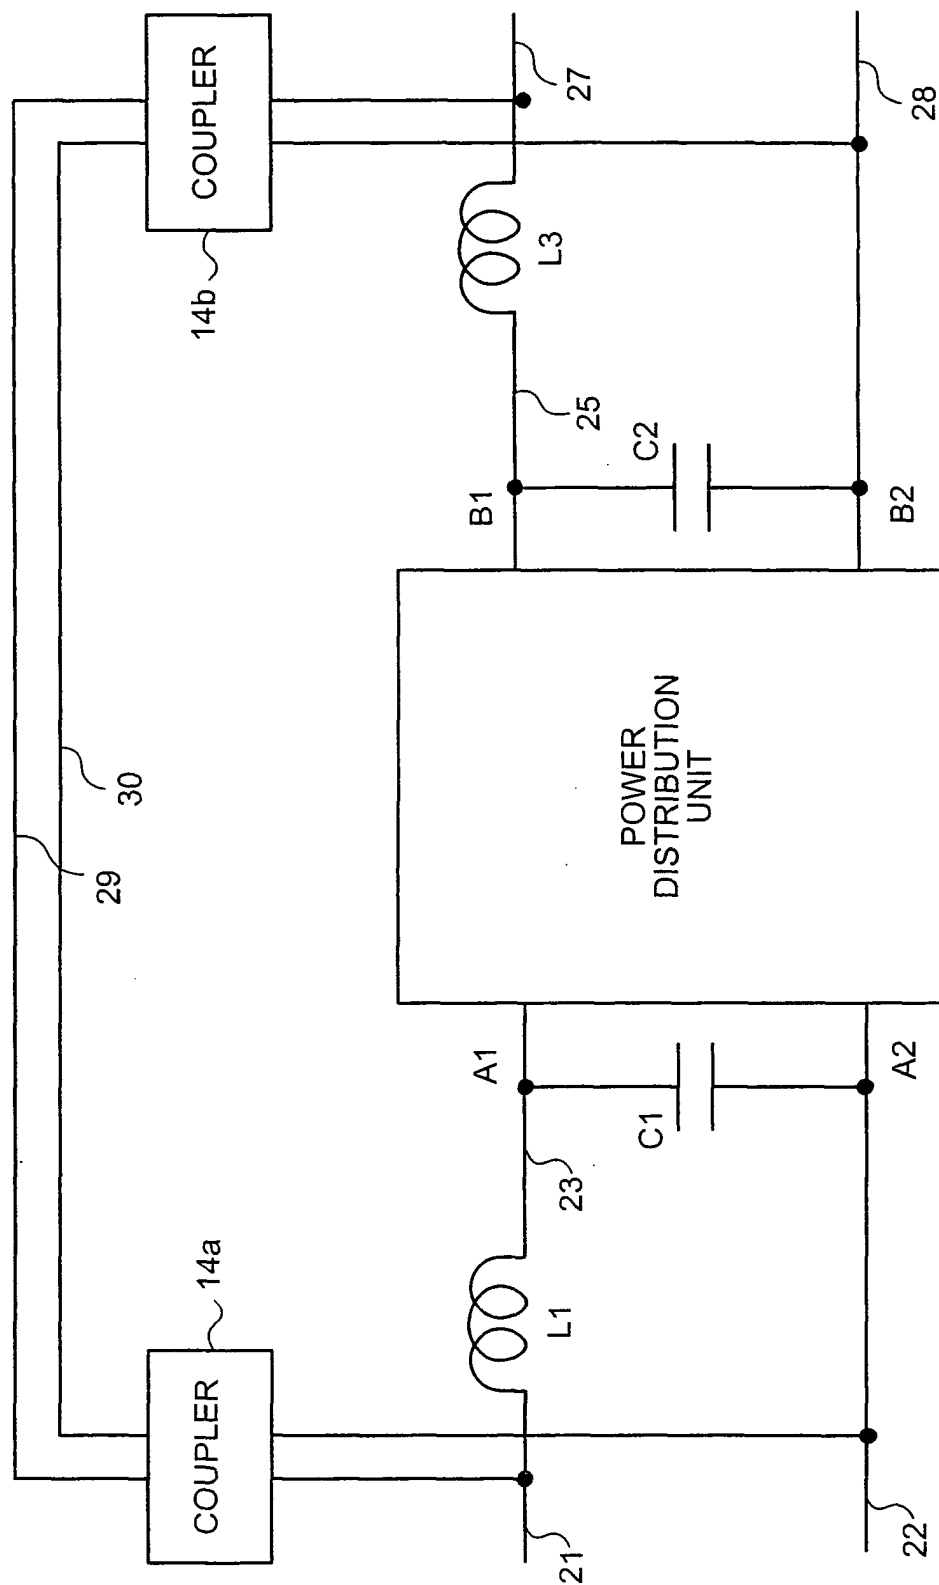 29
30
COUPLER
14a
COUPLER
14b
21
L1
23
A1
C1
22
A2
POWER
DISTRIBUTION
UNIT
B1
25
L3
27
C2
B2
28